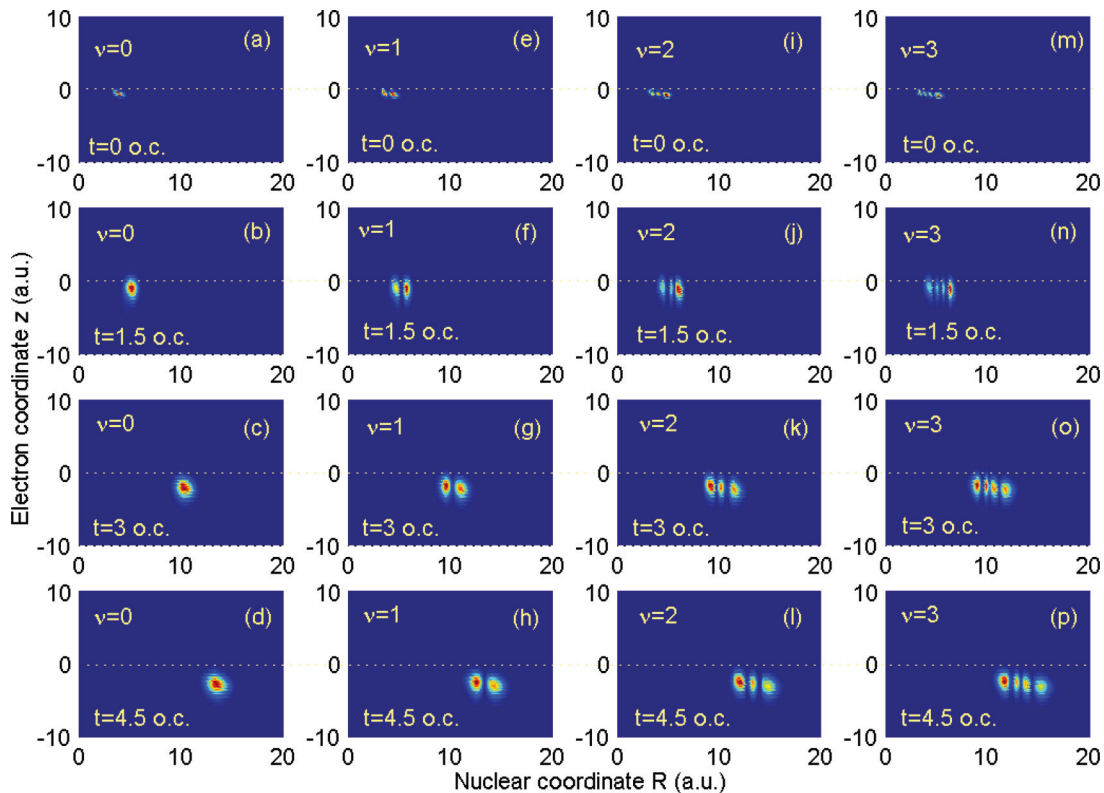 10 10 10 10
ν=0 (a) ν=1 (e) ν=2 (i) ν=3 (m)
0 0 0 0
t=0 o.c. t=0 o.c. t=0 o.c. t=0 o.c.
-10 -10 -10 -10
0 10 20 0 10 20 0 10 20 0 10 20
10 10 10 10
ν=0 (b) ν=1 (f) ν=2 (j) ν=3 (n)
0 0 0 0
t=1.5 o.c. t=1.5 o.c. t=1.5 o.c. t=1.5 o.c.
-10 -10 -10 -10
0 10 20 0 10 20 0 10 20 0 10 20
Electron coordinate z (a.u.)
10 10 10 10
ν=0 (c) ν=1 (g) ν=2 (k) ν=3 (o)
0 0 0 0
t=3 o.c. t=3 o.c. t=3 o.c. t=3 o.c.
-10 -10 -10 -10
0 10 20 0 10 20 0 10 20 0 10 20
10 10 10 10
ν=0 (d) ν=1 (h) ν=2 (l) ν=3 (p)
0 0 0 0
t=4.5 o.c. t=4.5 o.c. t=4.5 o.c. t=4.5 o.c.
-10 -10 -10 -10
0 10 20 0 10 20 0 10 20 0 10 20
Nuclear coordinate R (a.u.)